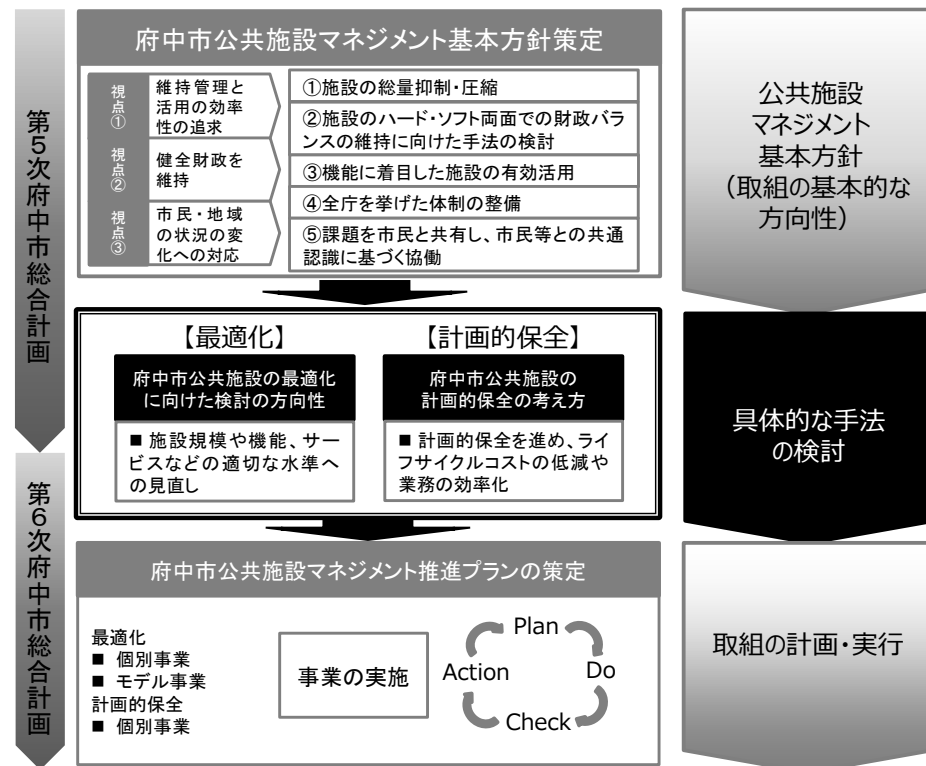 第5次府中市総合計画
府中市公共施設マネジメント基本方針策定
視点①
維持管理と
活用の効率
性の追求
視点②
健全財政を
維持
視点③
市民・地域
の状況の変
化への対応
①施設の総量抑制・圧縮
②施設のハード・ソフト両面での財政バラ
ンスの維持に向けた手法の検討
③機能に着目した施設の有効活用
④全庁を挙げた体制の整備
⑤課題を市民と共有し、市民等との共通
認識に基づく協働
公共施設
マネジメント
基本方針
（取組の基本的な
方向性）
【最適化】
府中市公共施設の最適化
に向けた検討の方向性
■ 施設規模や機能、サー
ビスなどの適切な水準へ
の見直し
【計画的保全】
府中市公共施設の
計画的保全の考え方
■ 計画的保全を進め、ライ
フサイクルコストの低減や
業務の効率化
具体的な手法
の検討
第6次府中市総合計画
府中市公共施設マネジメント推進プランの策定
最適化
■ 個別事業
■ モデル事業
計画的保全
■ 個別事業
事業の実施
Plan
Do
Check
Action
取組の計画・実行